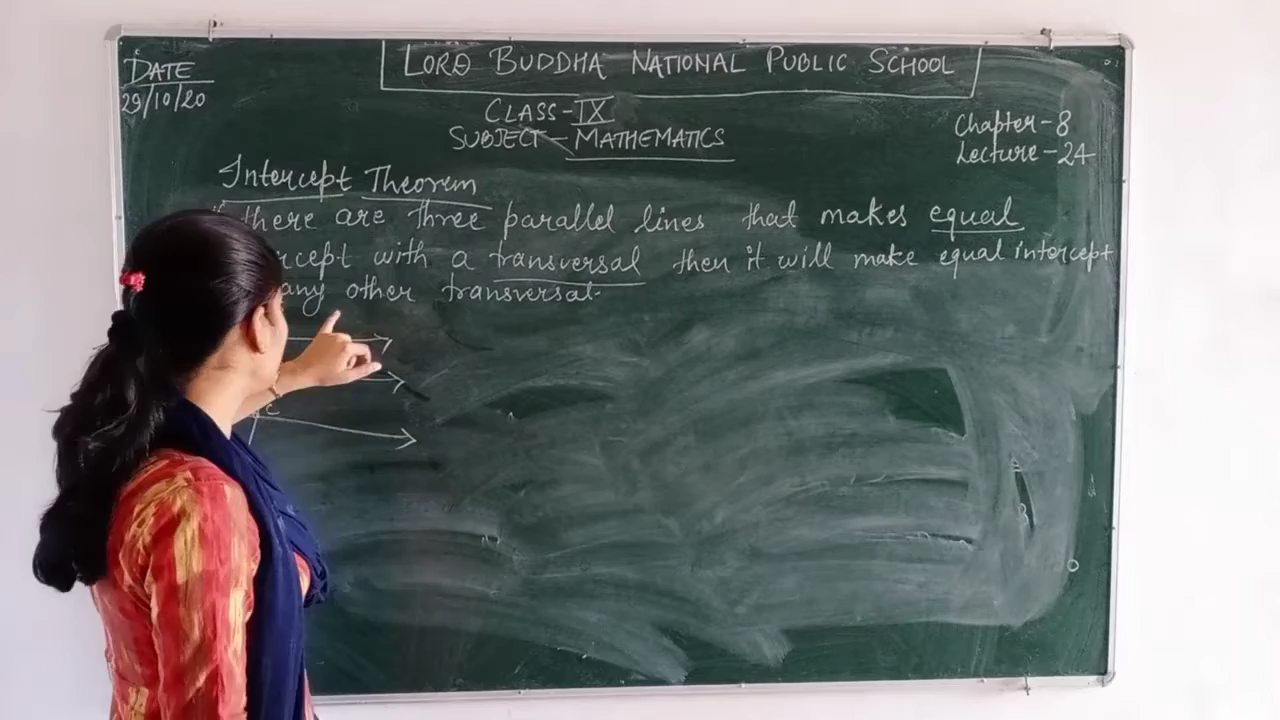 DATE
29/10/20
LORD BUDDHA NATIONAL PUBLIC SCHOOL
CLASS-IX
SUBJECT - MATHEMATICS
Chapter-8
Lecture-24
Intercept Theorem
there are three parallel lines that makes equal
rcept with a transversal then it will make equal intercept
any other transversal.
C